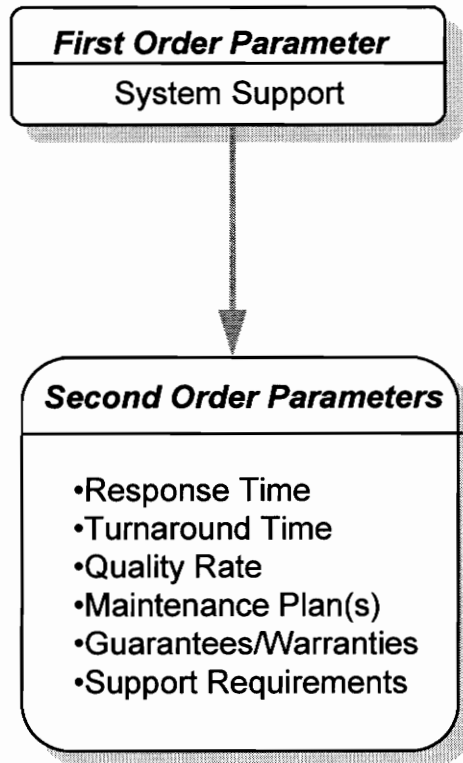 First Order Parameter
System Support
Second Order Parameters
•Response Time
•Turnaround Time
•Quality Rate
•Maintenance Plan(s)
•Guarantees/Warranties
•Support Requirements